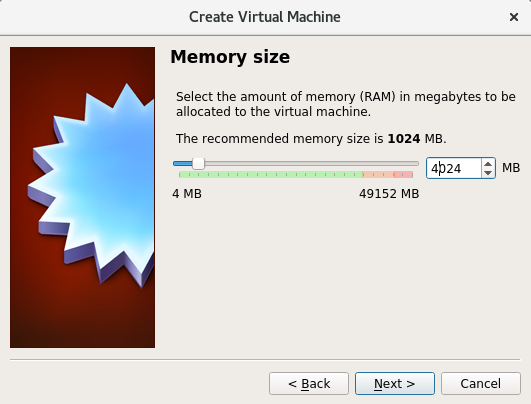 Create Virtual Machine
Memory size
Select the amount of memory (RAM) in megabytes to be
allocated to the virtual machine.
The recommended memory size is 1024 MB.
4024 MB
4 MB 49152 MB
< Back Next > Cancel